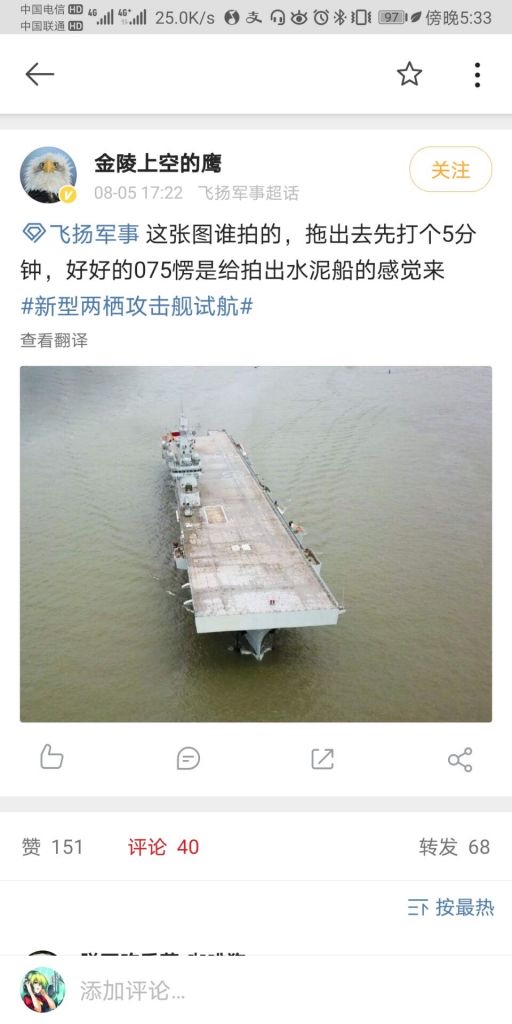 中国电信 HD 4G 4G+ 25.0K/s 97 傍晚5:33
中国联通 HD
金陵上空的鹰
08-05 17:22 飞扬军事超话
关注
飞扬军事 这张图谁拍的，拖出去先打个5分
钟，好好的075愣是给拍出水泥船的感觉来
#新型两栖攻击舰试航#
查看翻译
赞 151 评论 40 转发 68
按最热
添加评论...